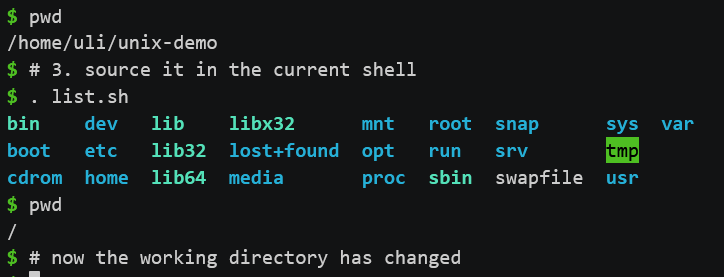 $ pwd
/home/uli/unix-demo
$ # 3. source it in the current shell
$ . list.sh
bin dev lib libx32 mnt root snap sys var
boot etc lib32 lost+found opt run srv tmp
cdrom home lib64 media proc sbin swapfile usr
$ pwd
/
$ # now the working directory has changed
$